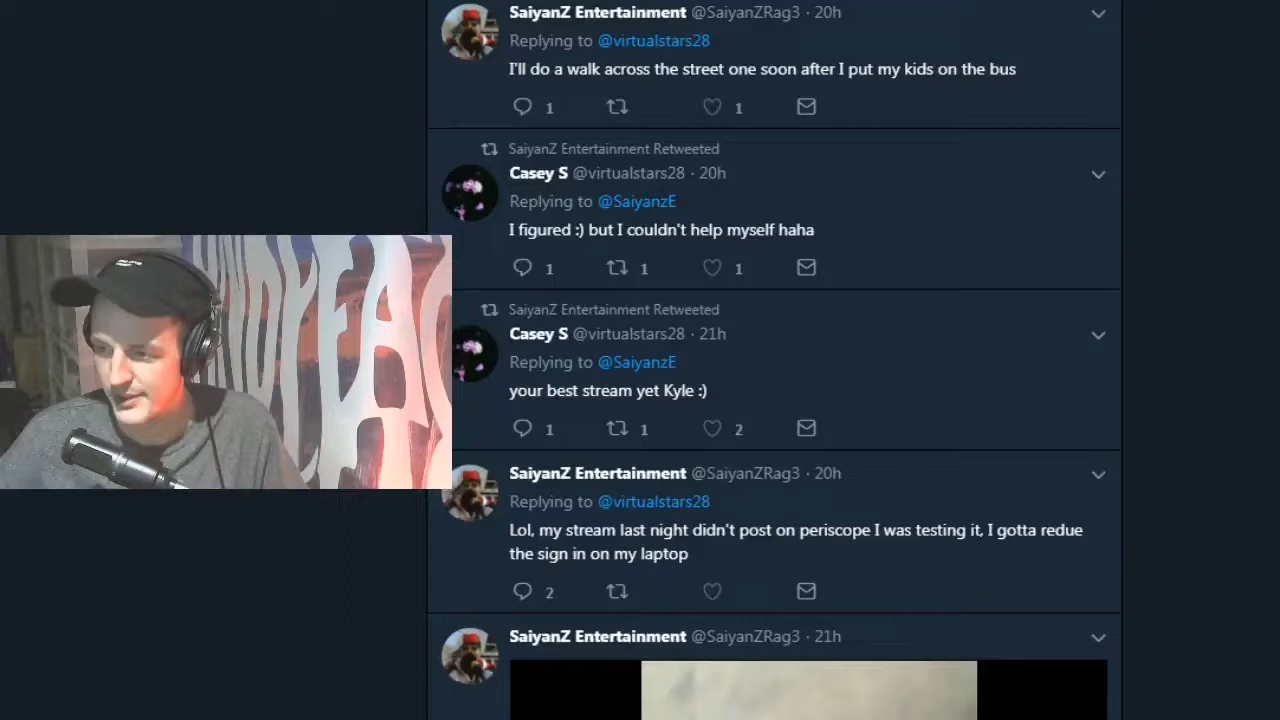 SaiyanZ Entertainment @SaiyanZRag3 · 20h
Replying to @virtualstars28
I'll do a walk across the street one soon after I put my kids on the bus
1 1
SaiyanZ Entertainment Retweeted
Casey S @virtualstars28 · 20h
Replying to @SaiyanzE
I figured :) but I couldn't help myself haha
1 1 1
SaiyanZ Entertainment Retweeted
Casey S @virtualstars28 · 21h
Replying to @SaiyanzE
your best stream yet Kyle :)
1 1 2
SaiyanZ Entertainment @SaiyanZRag3 · 20h
Replying to @virtualstars28
Lol, my stream last night didn't post on periscope I was testing it, I gotta redue
the sign in on my laptop
2
SaiyanZ Entertainment @SaiyanZRag3 · 21h